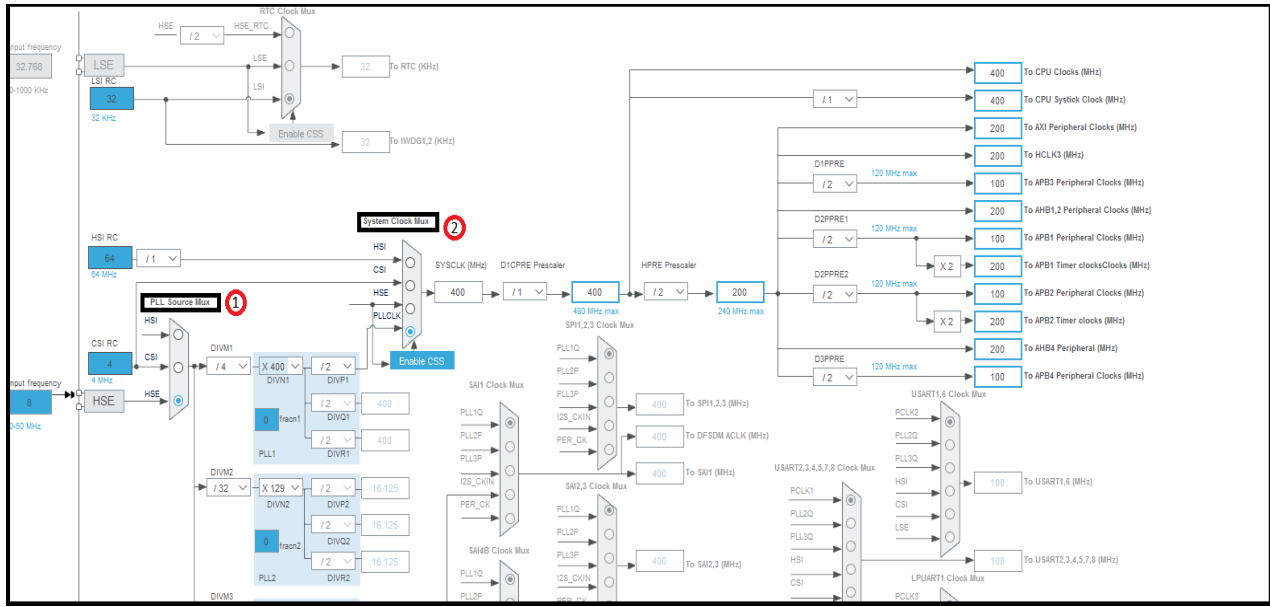 RTC Clock Mux
HSE
/ 2
HSE_RTC
nput frequency
32.768
0-1000 KHz
LSE
LSE
32
To RTC (KHz)
LSI RC
32
32 KHz
LSI
Enable CSS
32
To IWDG1,2 (KHz)
400
To CPU Clocks (MHz)
/ 1
400
To CPU Systick Clock (MHz)
200
To AXI Peripheral Clocks (MHz)
200
To HCLK3 (MHz)
D1PPRE
/ 2
120 MHz max
100
To APB3 Peripheral Clocks (MHz)
200
To AHB1,2 Peripheral Clocks (MHz)
D2PPRE1
/ 2
120 MHz max
100
To APB1 Peripheral Clocks (MHz)
X 2
200
To APB1 Timer clocksClocks (MHz)
D2PPRE2
/ 2
120 MHz max
100
To APB2 Peripheral Clocks (MHz)
X 2
200
To APB2 Timer clocks (MHz)
200
To AHB4 Peripheral (MHz)
D3PPRE
/ 2
120 MHz max
100
To APB4 Peripheral Clocks (MHz)
System Clock Mux
2
HSI RC
64
64 MHz
/ 1
HSI
CSI
HSE
PLLCLK
Enable CSS
SYSCLK (MHz)
400
D1CPRE Prescaler
/ 1
400
480 MHz max
HPRE Prescaler
/ 2
200
240 MHz max
PLL Source Mux
1
HSI
CSI
HSE
CSI RC
4
4 MHz
nput frequency
8
0-50 MHz
HSE
DIVM1
/ 4
X 400
DIVN1
/ 2
DIVP1
/ 2
400
DIVQ1
0
fracn1
/ 2
400
DIVR1
PLL1
DIVM2
/ 32
X 129
DIVN2
/ 2
16.125
DIVP2
/ 2
16.125
DIVQ2
0
fracn2
/ 2
16.125
DIVR2
PLL2
DIVM3
SPI1,2,3 Clock Mux
PLL1Q
PLL2P
PLL3P
I2S_CKIN
PER_CK
400
To SPI1,2,3 (MHz)
400
To DFSDM ACLK (MHz)
400
To SAI1 (MHz)
SAI1 Clock Mux
PLL1Q
PLL2P
PLL3P
I2S_CKIN
PER_CK
SAI2,3 Clock Mux
PLL1Q
PLL2P
PLL3P
I2S_CKIN
PER_CK
400
To SAI2,3 (MHz)
SAI4B Clock Mux
PLL1Q
PLL2P
USART1,6 Clock Mux
PCLK2
PLL2Q
PLL3Q
HSI
CSI
LSE
100
To USART1,6 (MHz)
USART2,3,4,5,7,8 Clock Mux
PCLK1
PLL2Q
PLL3Q
HSI
CSI
100
To USART2,3,4,5,7,8 (MHz)
LPUART1 Clock Mux
PCLK3